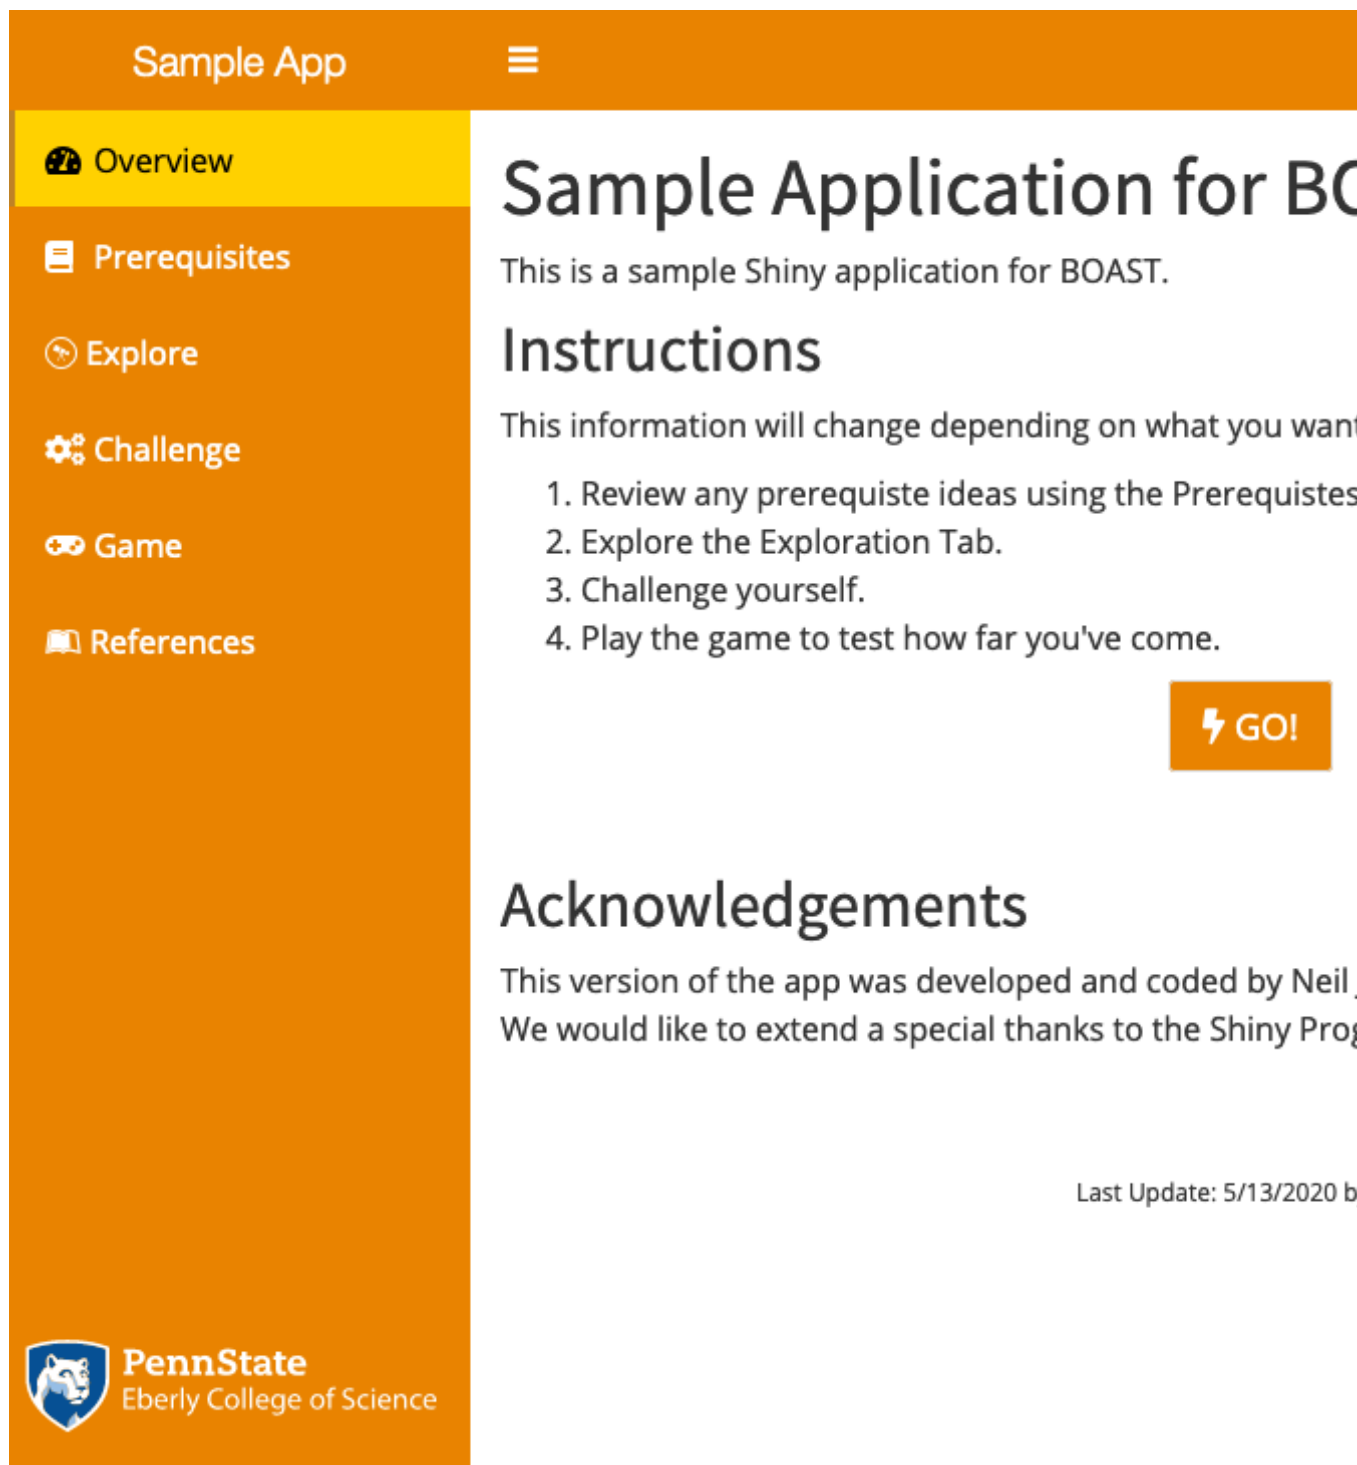 Sample App
Overview
Prerequisites
Explore
Challenge
Game
References
PennState
Eberly College of Science
Sample Application for BO
This is a sample Shiny application for BOAST.
Instructions
This information will change depending on what you want
1. Review any prerequiste ideas using the Prerequistes
2. Explore the Exploration Tab.
3. Challenge yourself.
4. Play the game to test how far you've come.
GO!
Acknowledgements
This version of the app was developed and coded by Neil
We would like to extend a special thanks to the Shiny Prog
Last Update: 5/13/2020 b